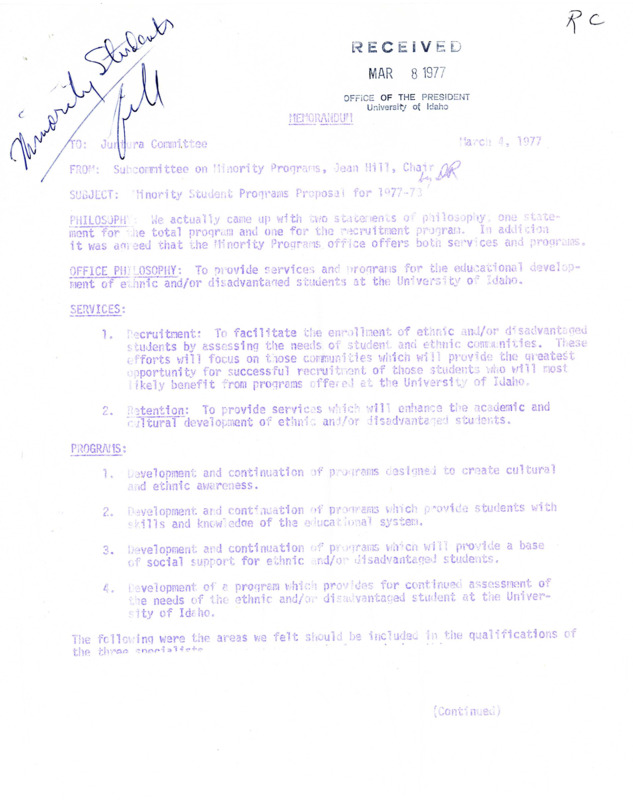 RC
Minority Students
RECEIVED
MAR 8 1977
OFFICE OF THE PRESIDENT
University of Idaho
MEMORANDUM
TO: Juntura Committee March 4, 1977
FROM: Subcommittee on Minority Programs, Jean Hill, Chair
by DR
SUBJECT: Minority Student Programs Proposal for 1977-78
PHILOSOPHY: We actually came up with two statements of philosophy, one state-
ment for the total program and one for the recruitment program. In addition
it was agreed that the Minority Programs office offers both services and programs.
OFFICE PHILOSOPHY: To provide services and programs for the educational develop-
ment of ethnic and/or disadvantaged students at the University of Idaho.
SERVICES:
1. Recruitment: To facilitate the enrollment of ethnic and/or disadvantaged
students by assessing the needs of student and ethnic communities. These
efforts will focus on those communities which will provide the greatest
opportunity for successful recruitment of those students who will most
likely benefit from programs offered at the University of Idaho.
2. Retention: To provide services which will enhance the academic and
cultural development of ethnic and/or disadvantaged students.
PROGRAMS:
1. Development and continuation of programs designed to create cultural
and ethnic awareness.
2. Development and continuation of programs which provide students with
skills and knowledge of the educational system.
3. Development and continuation of programs which will provide a base
of social support for ethnic and/or disadvantaged students.
4. Development of a program which provides for continued assessment of
the needs of the ethnic and/or disadvantaged student at the Univer-
sity of Idaho.
The following were the areas we felt should be included in the qualifications of
the three specialists
(Continued)